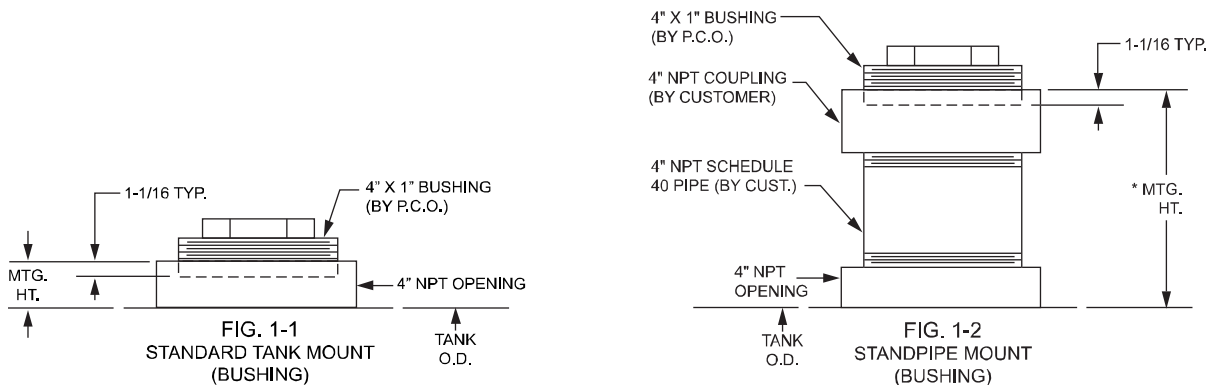 1-1/16 TYP.
4” X 1” BUSHING
(BY P.C.O.)
MTG.
HT.
4” NPT OPENING
TANK
O.D.
FIG. 1-1
STANDARD TANK MOUNT
(BUSHING)
4" X 1" BUSHING
(BY P.C.O.)
1-1/16 TYP.
4" NPT COUPLING
(BY CUSTOMER)
4" NPT SCHEDULE
40 PIPE (BY CUST.)
* MTG.
HT.
4" NPT
OPENING
TANK
O.D.
FIG. 1-2
STANDPIPE MOUNT
(BUSHING)